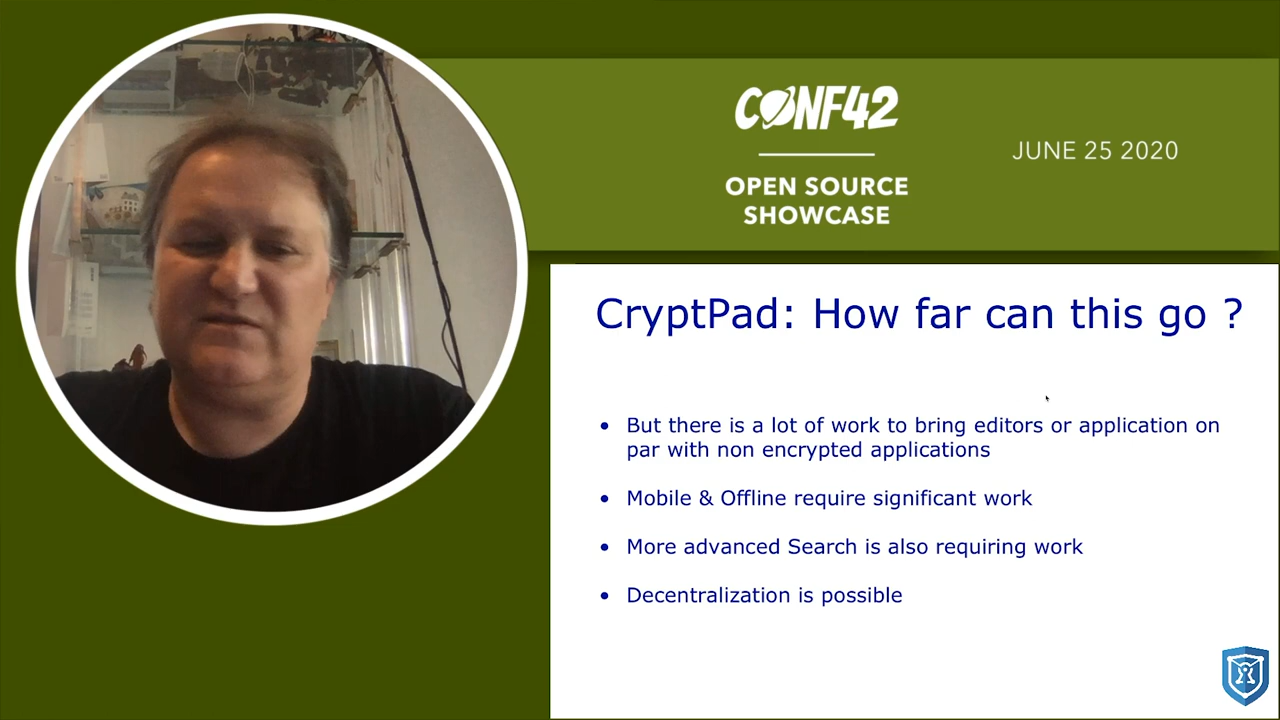 CONF42
JUNE 25 2020
OPEN SOURCE
SHOWCASE
CryptPad: How far can this go ?
• But there is a lot of work to bring editors or application on
par with non encrypted applications
• Mobile & Offline require significant work
• More advanced Search is also requiring work
• Decentralization is possible